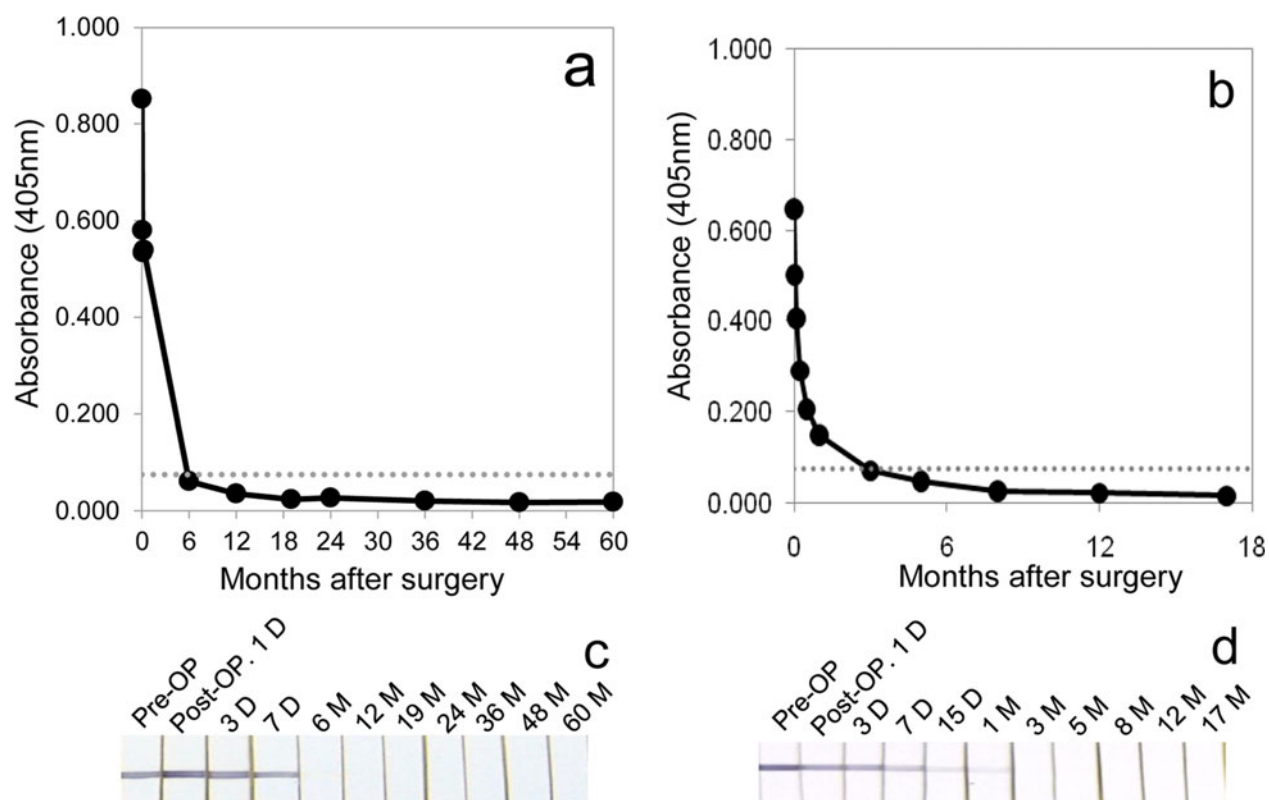 a
1.000
0.800
0.600
0.400
0.200
0.000
Absorbance (405nm)
0 6 12 18 24 30 36 42 48 54 60
Months after surgery
b
1.000
0.800
0.600
0.400
0.200
0.000
Absorbance (405nm)
0 6 12 18
Months after surgery
c
Pre-OP
Post-OP. 1 D
3 D
7 D
6 M
12 M
19 M
24 M
36 M
48 M
60 M
d
Pre-OP
Post-OP. 1 D
3 D
7 D
15 D
1 M
3 M
5 M
8 M
12 M
17 M